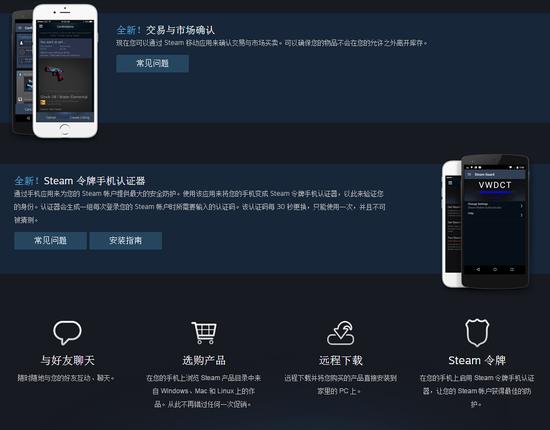 全新！交易与市场确认
现在您可以通过 Steam 移动应用来确认交易与市场买卖。可以确保您的物品不会在您的允许之外离开库存。
常见问题
全新！Steam 令牌手机认证器
通过手机应用来为您的 Steam 帐户提供最大的安全防护。使用该应用来将您的手机变成 Steam 令牌手机认证器，以此来验证您
的身份。认证器会生成一组每次登录您的 Steam 帐户时所需要输入的认证码。该认证码每 30 秒更换，只能使用一次，并且不可
被猜测。
常见问题 安装指南
Steam Guard
VWDCT
与好友聊天
随时随地与您的好友互动、聊天。
选购产品
在您的手机上浏览 Steam 产品目录中来
自 Windows、Mac 和 Linux 上的作
品。从此不再错过任何一次促销。
远程下载
远程下载并将您购买的产品直接安装到
家里的 PC 上。
Steam 令牌
在您的手机上启用 Steam 令牌手机认证
器，让您的 Steam 帐户获得最佳的防
护。